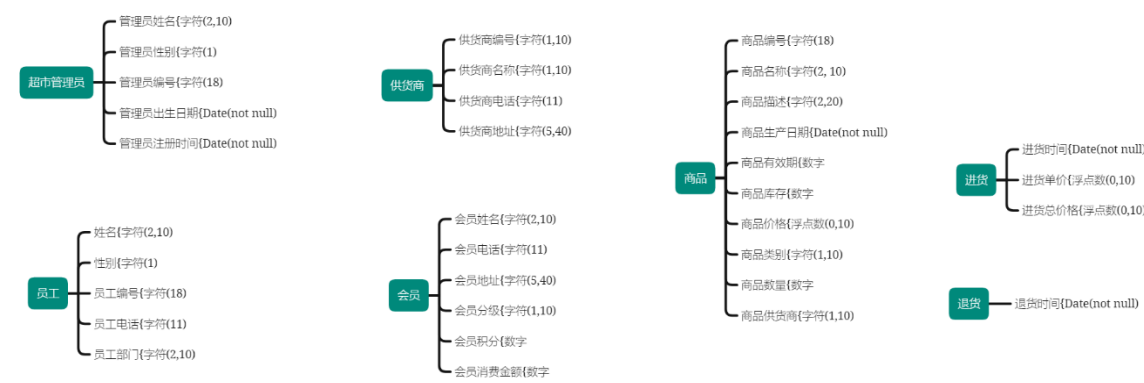 超市管理员
管理员姓名{字符(2,10)
管理员性别{字符(1)
管理员编号{字符(18)
管理员出生日期{Date(not null)
管理员注册时间{Date(not null)
供货商
供货商编号{字符(1,10)
供货商名称{字符(1,10)
供货商电话{字符(11)
供货商地址{字符(5,40)
员工
姓名{字符(2,10)
性别{字符(1)
员工编号{字符(18)
员工电话{字符(11)
员工部门{字符(2,10)
会员
会员姓名{字符(2,10)
会员电话{字符(11)
会员地址{字符(5,40)
会员分级{字符(1,10)
会员积分{数字
会员消费金额{数字
商品
商品编号{字符(18)
商品名称{字符(2, 10)
商品描述{字符(2,20)
商品生产日期{Date(not null)
商品有效期{数字
商品库存{数字
商品价格{浮点数(0,10)
商品类别{字符(1,10)
商品数量{数字
商品供货商{字符(1,10)
进货
进货时间{Date(not null)
进货单价{浮点数(0,10)
进货总价格{浮点数(0,10)
退货
退货时间{Date(not null)